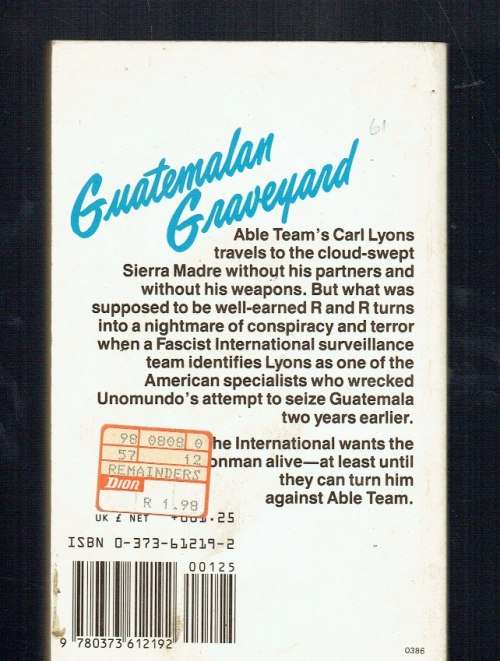 61
Guatemalan
Graveyard
Able Team's Carl Lyons
travels to the cloud-swept
Sierra Madre without his partners and
without his weapons. But what was
supposed to be well-earned R and R turns
into a nightmare of conspiracy and terror
when a Fascist International surveillance
team identifies Lyons as one of the
American specialists who wrecked
Unomundo's attempt to seize Guatemala
two years earlier.
he International wants the
onman alive—at least until
they can turn him
against Able Team.
98 0808 0
57 12
REMAINDERS
DION
R 1.98
UK £ NET +001.25
ISBN 0-373-61219-2
00125
9 780373 612192
0386